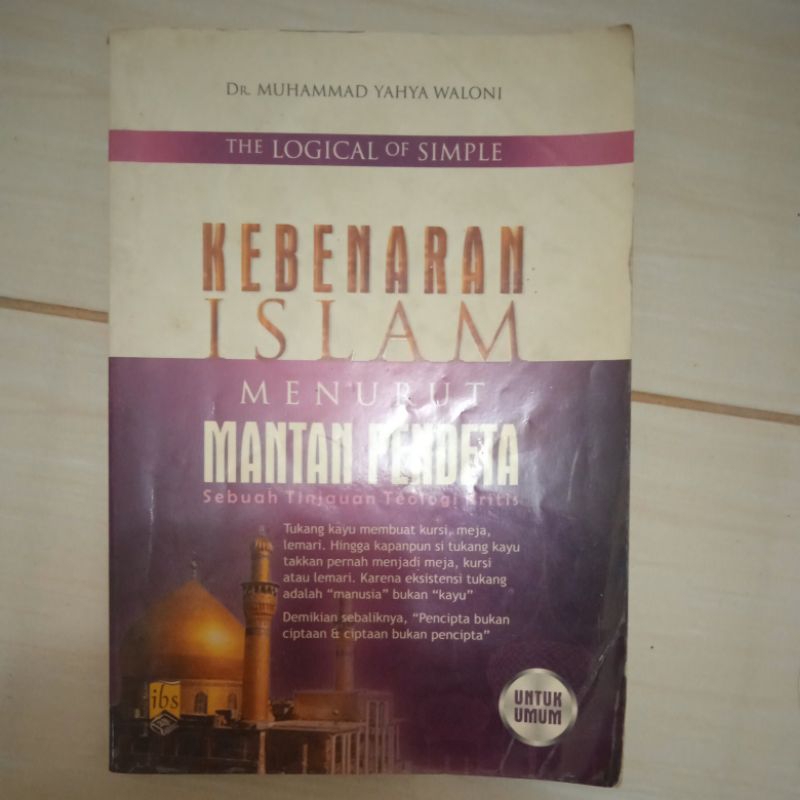 DR. MUHAMMAD YAHYA WALONI
THE LOGICAL OF SIMPLE
KEBENARAN
ISLAM
MENURUT
MANTAN PENDETA
Sebuah Tinjauan Teologi Kritis
Tukang kayu membuat kursi, meja,
lemari. Hingga kapanpun si tukang kayu
takkan pernah menjadi meja, kursi
atau lemari. Karena eksistensi tukang
adalah “manusia” bukan “kayu”
Demikian sebaliknya, “Pencipta bukan
ciptaan & ciptaan bukan pencipta”
ibs
UNTUK
UMUM